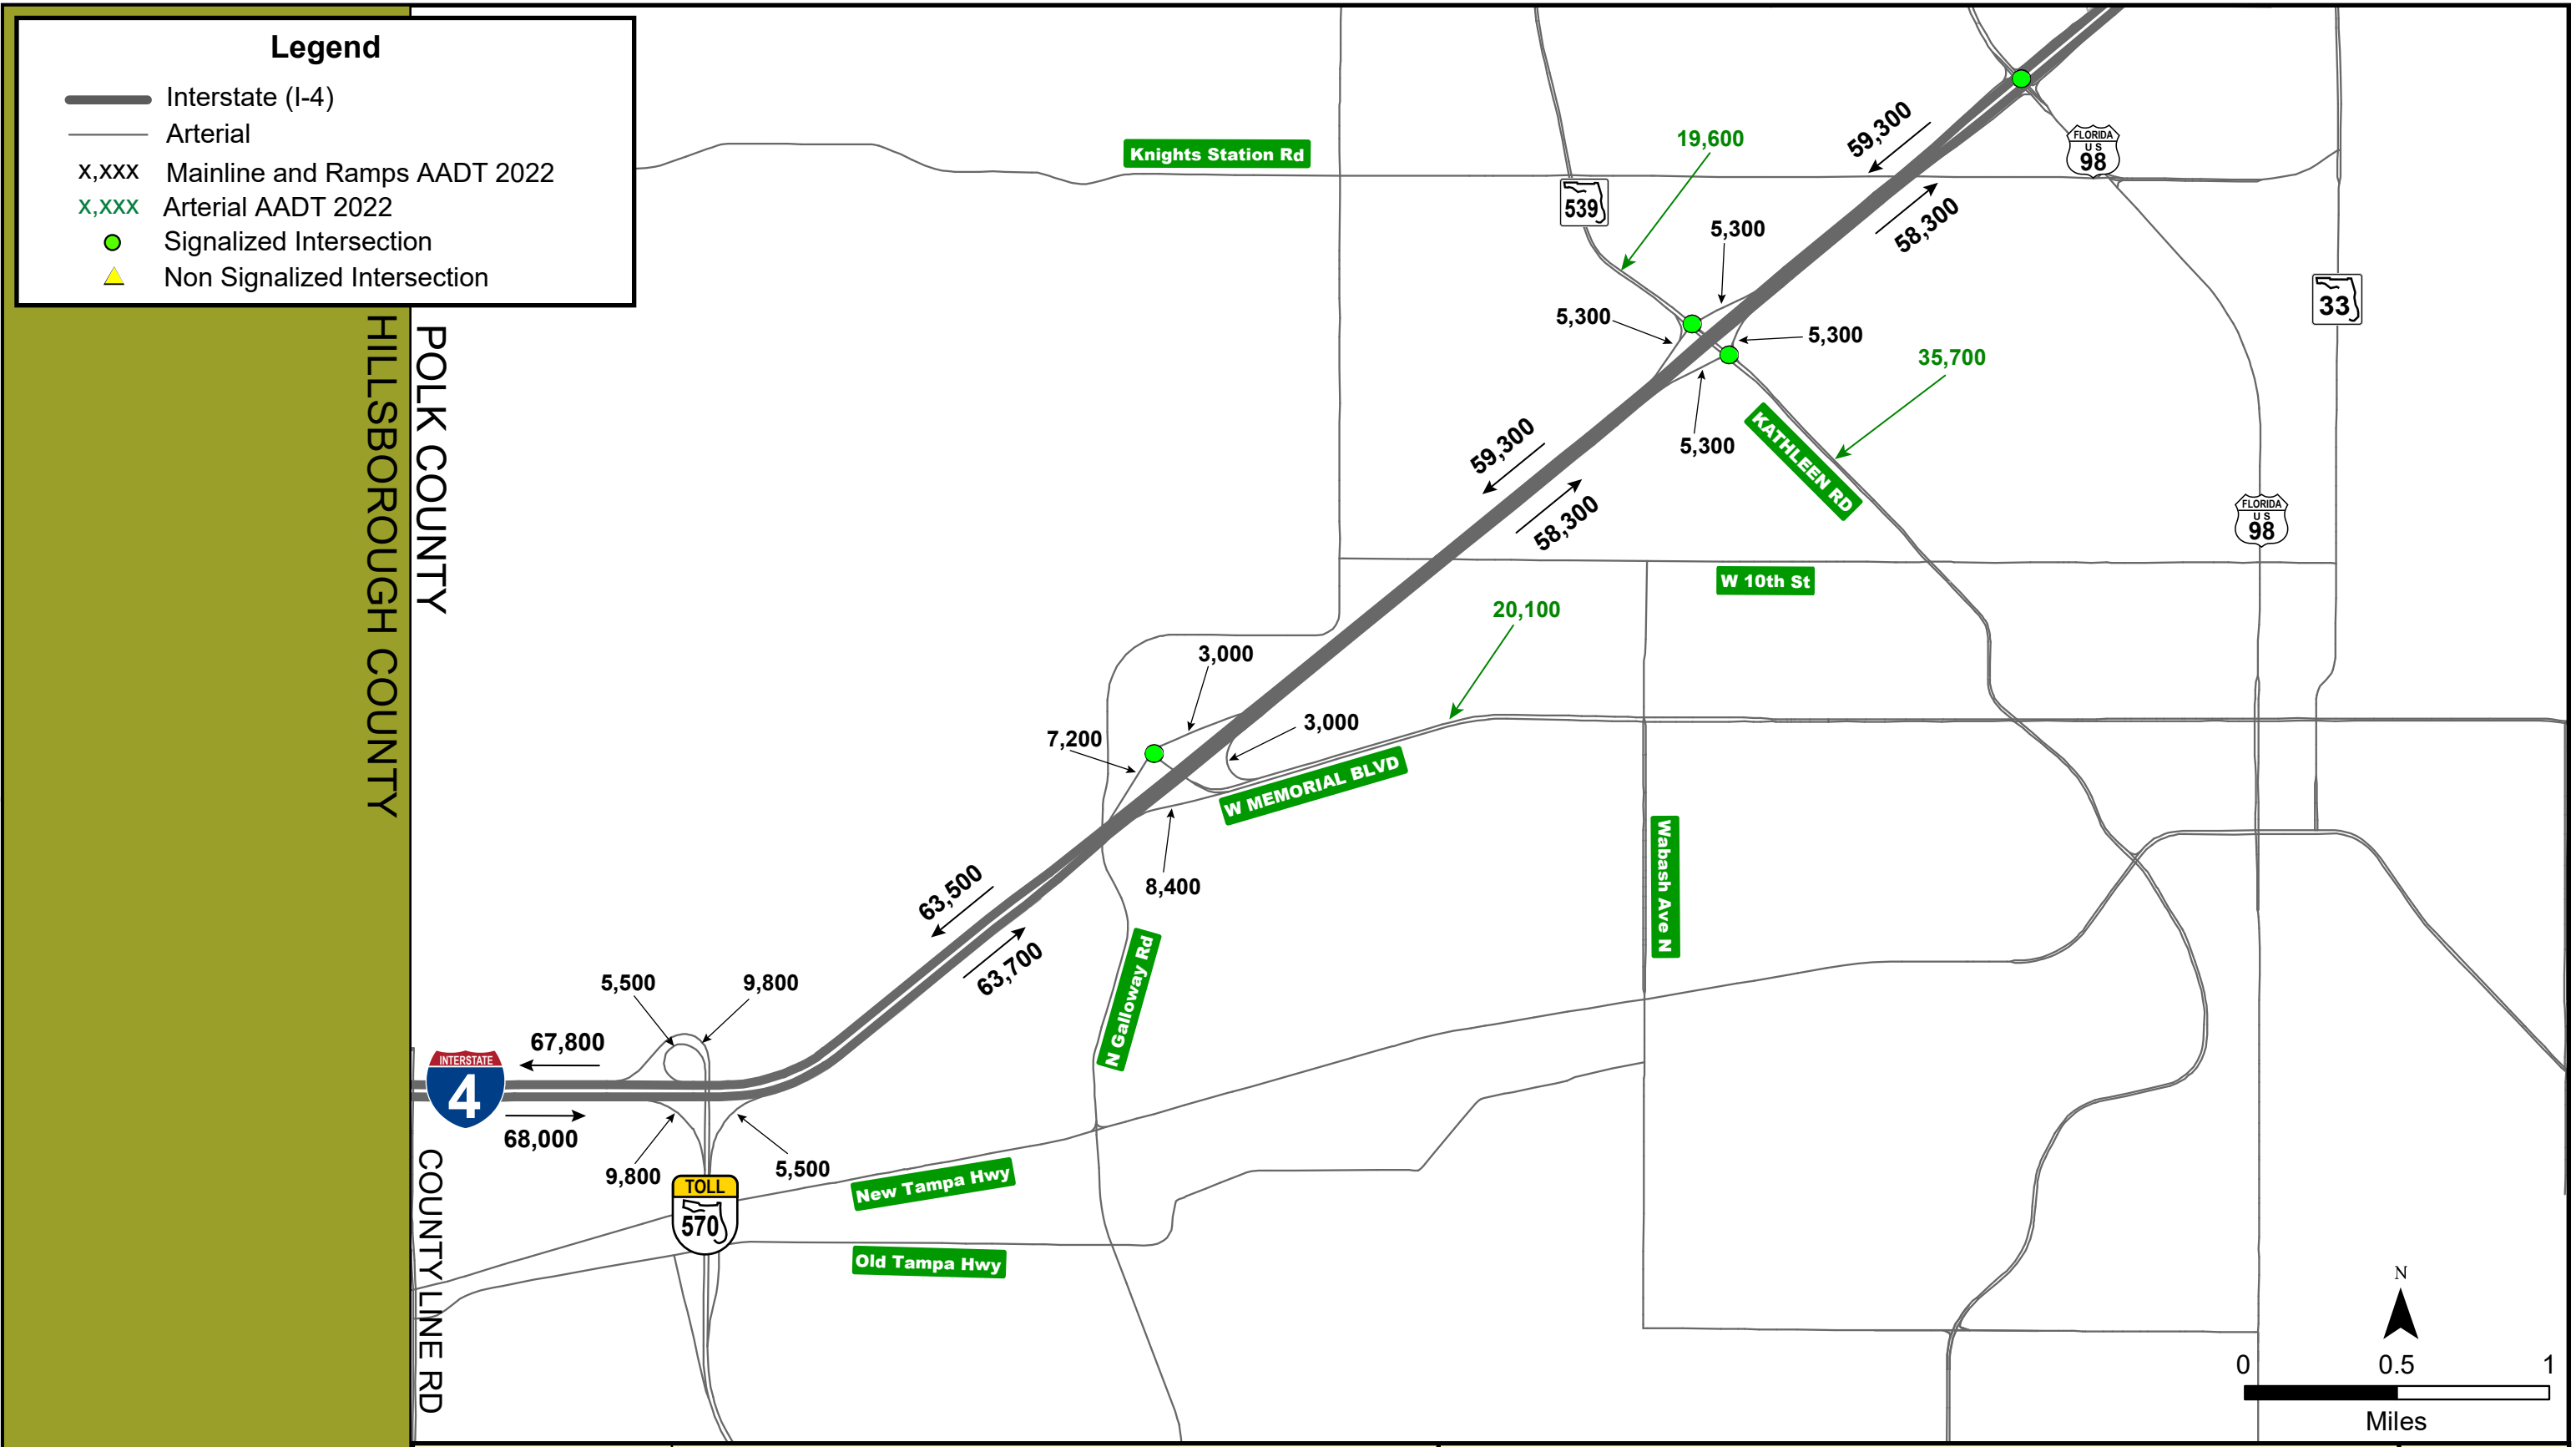 Legend
Interstate (I-4)
Arterial
x,xxx Mainline and Ramps AADT 2022
x,xxx Arterial AADT 2022
Signalized Intersection
Non Signalized Intersection
HILLSBOROUGH COUNTY
POLK COUNTY
COUNTY LINE RD
Knights Station Rd
539
19,600
59,300
58,300
FLORIDA
US
98
33
5,300
5,300
5,300
5,300
35,700
KATHLEEN RD
59,300
58,300
FLORIDA
US
98
W 10th St
20,100
3,000
3,000
7,200
W MEMORIAL BLVD
8,400
Wabash Ave N
63,500
63,700
N Galloway Rd
5,500
9,800
67,800
INTERSTATE
4
68,000
9,800
5,500
TOLL
570
New Tampa Hwy
Old Tampa Hwy
N
0 0.5 1
Miles